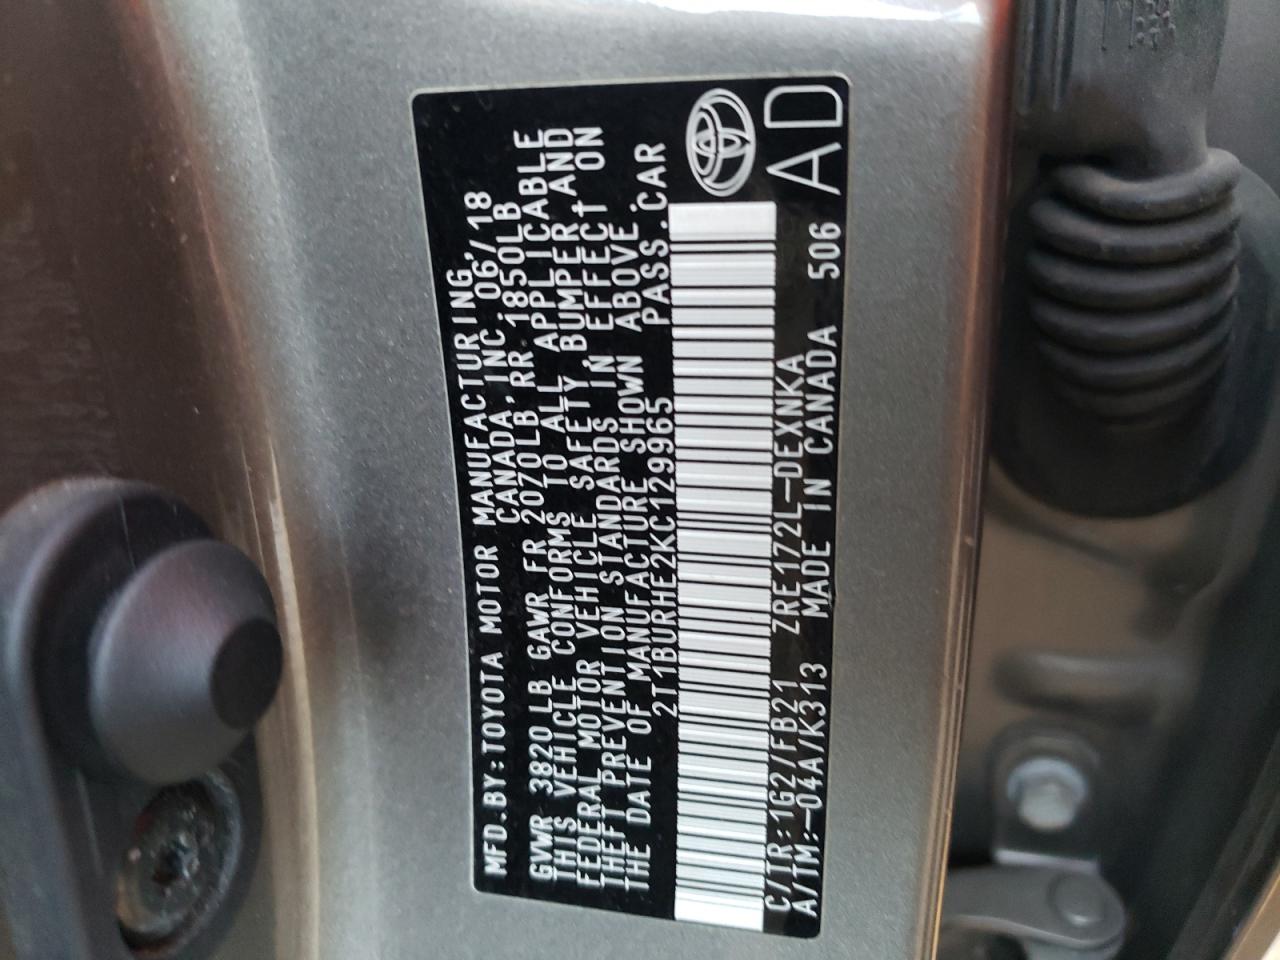 MFD.BY:TOYOTA MOTOR MANUFACTURING,
CANADA, INC. 06/18
GVWR 3820LB GAWR FR 2070LB, RR 1850LB
THIS VEHICLE CONFORMS TO ALL APPLICABLE
FEDERAL MOTOR VEHICLE SAFETY, BUMPER, AND
THEFT PREVENTION STANDARDS IN EFFECT ON
THE DATE OF MANUFACTURE SHOWN ABOVE.
2T1BURHE2KC129965 PASS.CAR
C/TR:1G2/FB21 ZRE172L-DEXNKA
A/TM:-04A/K313 MADE IN CANADA 506
AD